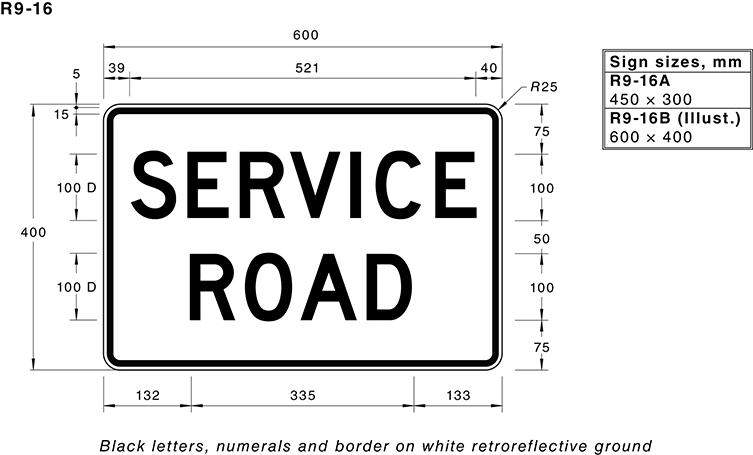 R9-16
600
39 521 40
5
R25
15
75
100 D
100
400
50
100 D
100
75
SERVICE
ROAD
132 335 133
Sign sizes, mm
R9-16A
450 × 300
R9-16B (Illust.)
600 × 400
Black letters, numerals and border on white retroreflective ground